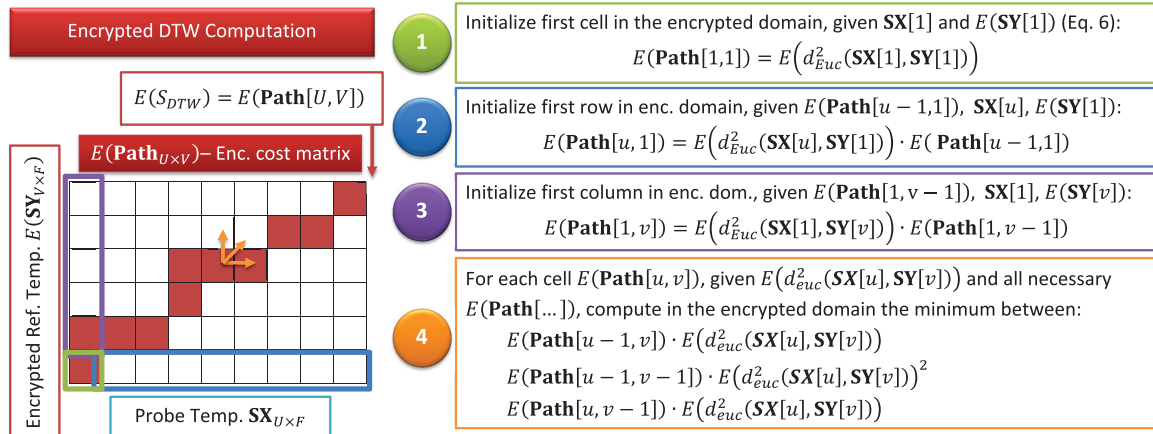 Encrypted DTW Computation
E(S_DTW) = E(Path[U, V])
E(Path_U×V) – Enc. cost matrix
Encrypted Ref. Temp. E(SY_V×F)
Probe Temp. SX_U×F
1
Initialize first cell in the encrypted domain, given SX[1] and E(SY[1]) (Eq. 6):
E(Path[1,1]) = E(d²_Euc(SX[1], SY[1]))
2
Initialize first row in enc. domain, given E(Path[u − 1,1]), SX[u], E(SY[1]):
E(Path[u, 1]) = E(d²_Euc(SX[u], SY[1])) · E( Path[u − 1,1])
3
Initialize first column in enc. dom., given E(Path[1, v − 1]), SX[1], E(SY[v]):
E(Path[1, v]) = E(d²_Euc(SX[1], SY[v])) · E(Path[1, v − 1])
4
For each cell E(Path[u, v]), given E(d²_euc(SX[u], SY[v])) and all necessary
E(Path[… ]), compute in the encrypted domain the minimum between:
E(Path[u − 1, v]) · E(d²_euc(SX[u], SY[v]))
E(Path[u − 1, v − 1]) · E(d²_euc(SX[u], SY[v]))²
E(Path[u, v − 1]) · E(d²_euc(SX[u], SY[v]))